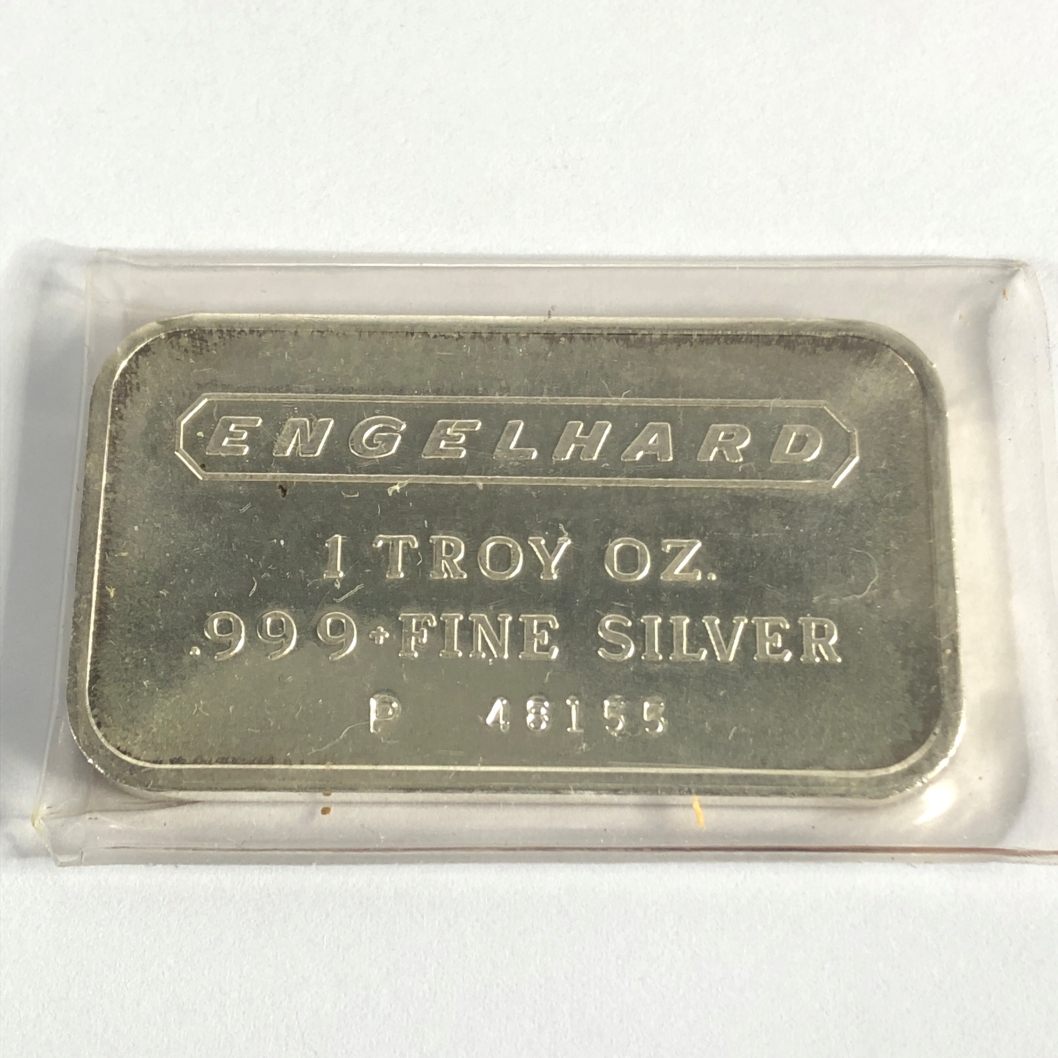 ENGELHARD
1 TROY OZ.
.999+ FINE SILVER
P 48155